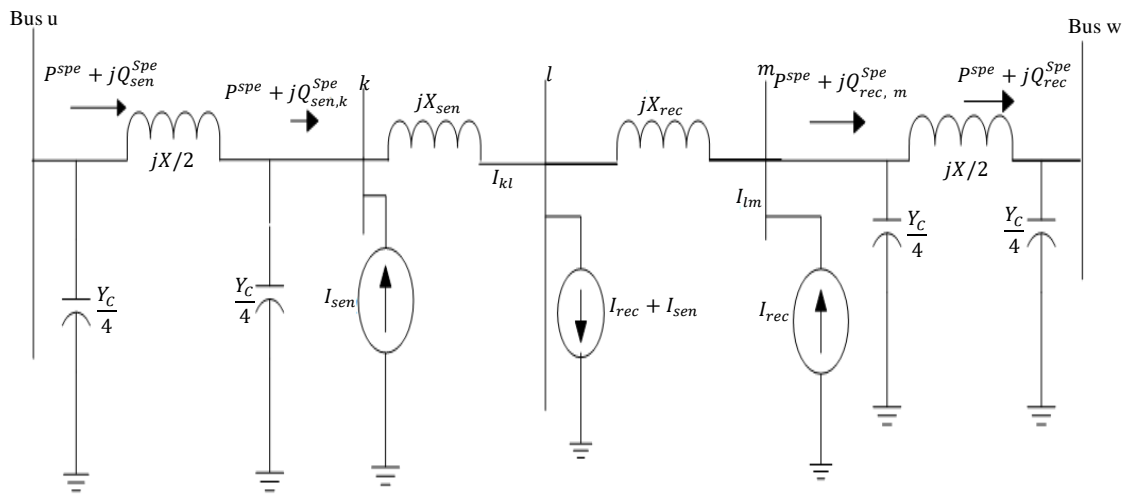 Bus u
Bus w
P^{spe} + jQ_{sen}^{Spe}
P^{spe} + jQ_{sen,k}^{Spe}
k
jX_{sen}
l
jX_{rec}
m
P^{spe} + jQ_{rec, m}^{Spe}
P^{spe} + jQ_{rec}^{Spe}
jX/2
I_{kl}
I_{lm}
jX/2
Y_C/4
Y_C/4
I_{sen}
I_{rec} + I_{sen}
I_{rec}
Y_C/4
Y_C/4